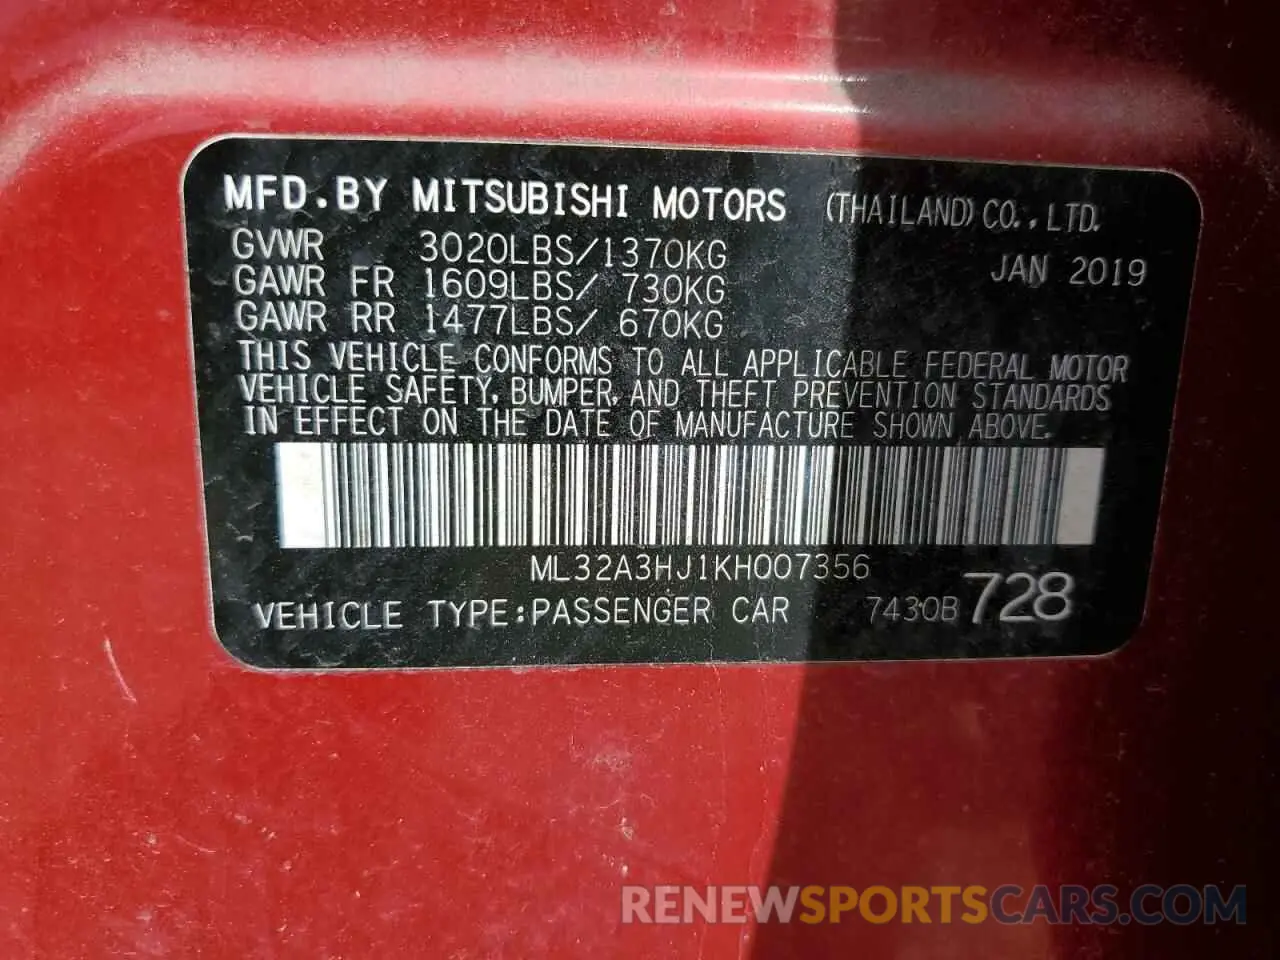 MFD.BY MITSUBISHI MOTORS (THAILAND) CO.,LTD.
GVWR 3020LBS/1370KG JAN 2019
GAWR FR 1609LBS/ 730KG
GAWR RR 1477LBS/ 670KG
THIS VEHICLE CONFORMS TO ALL APPLICABLE FEDERAL MOTOR
VEHICLE SAFETY, BUMPER, AND THEFT PREVENTION STANDARDS
IN EFFECT ON THE DATE OF MANUFACTURE SHOWN ABOVE.
ML32A3HJ1KH007356
VEHICLE TYPE:PASSENGER CAR 7430B 728
RENEWSPORTSCARS.COM